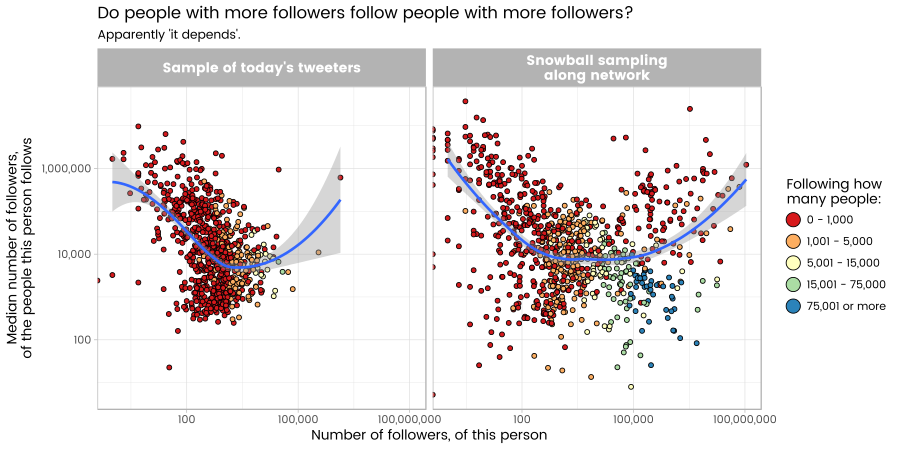 Do people with more followers follow people with more followers?
Apparently 'it depends'.
Sample of today's tweeters
Snowball sampling
along network
Median number of followers,
of the people this person follows
1,000,000
10,000
100
100
100,000
100,000,000
100
100,000
100,000,000
Number of followers, of this person
Following how
many people:
0 - 1,000
1,001 - 5,000
5,001 - 15,000
15,001 - 75,000
75,001 or more